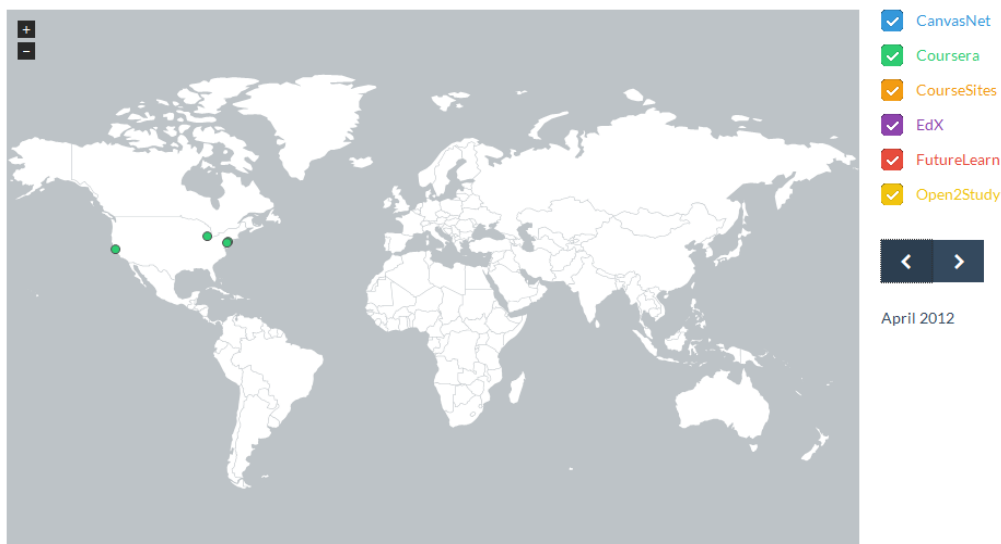 +
−
CanvasNet
Coursera
CourseSites
EdX
FutureLearn
Open2Study
April 2012